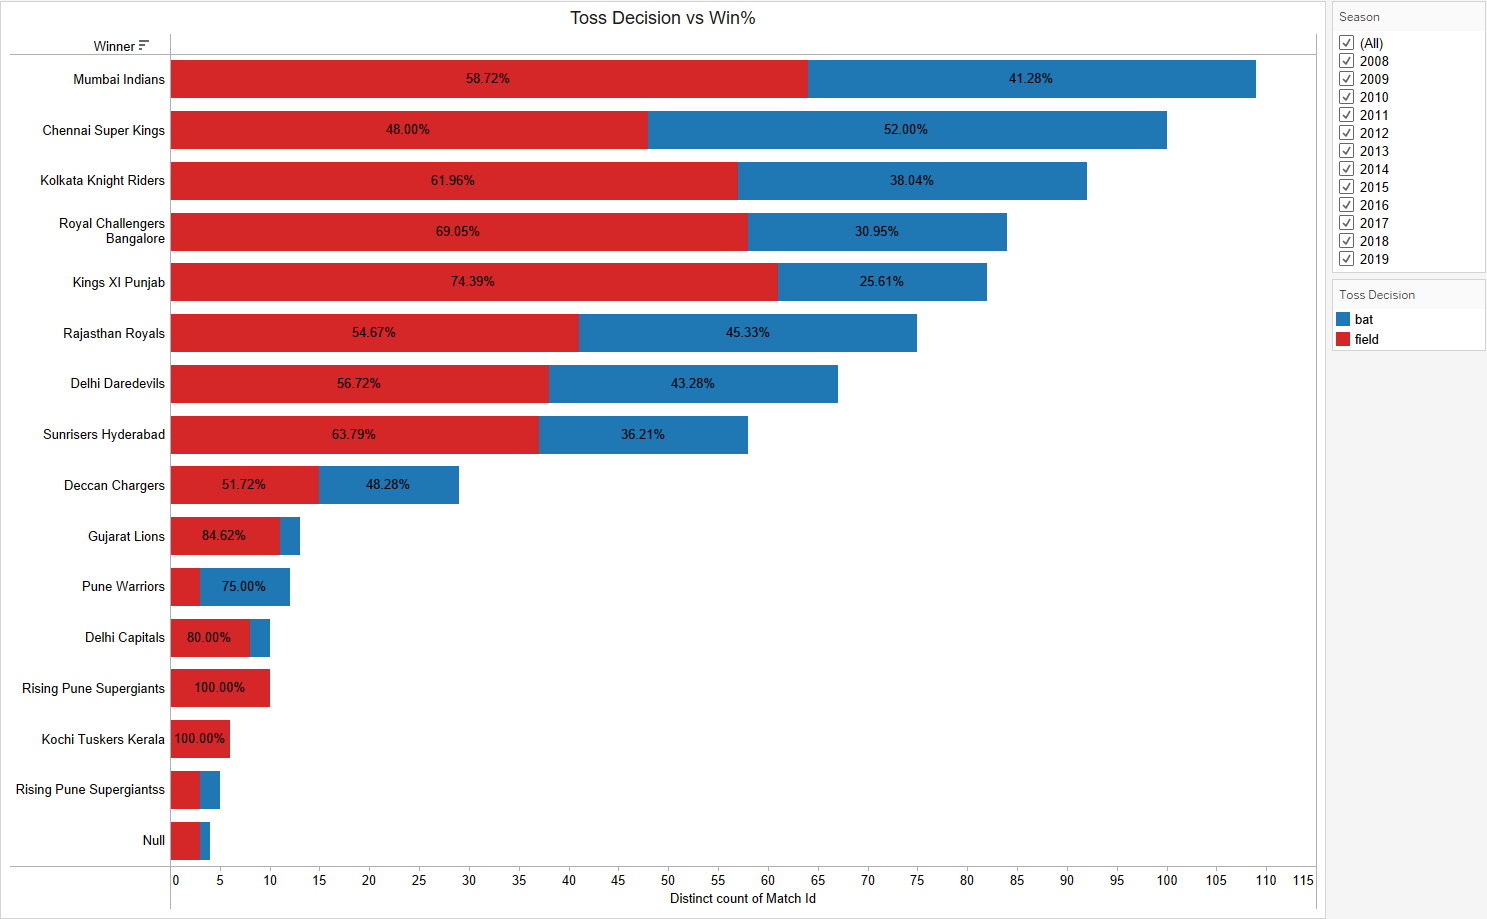 Toss Decision vs Win%
Winner
Mumbai Indians 58.72% 41.28%
Chennai Super Kings 48.00% 52.00%
Kolkata Knight Riders 61.96% 38.04%
Royal Challengers
Bangalore 69.05% 30.95%
Kings XI Punjab 74.39% 25.61%
Rajasthan Royals 54.67% 45.33%
Delhi Daredevils 56.72% 43.28%
Sunrisers Hyderabad 63.79% 36.21%
Deccan Chargers 51.72% 48.28%
Gujarat Lions 84.62%
Pune Warriors 75.00%
Delhi Capitals 80.00%
Rising Pune Supergiants 100.00%
Kochi Tuskers Kerala 100.00%
Rising Pune Supergiantss
Null
0 5 10 15 20 25 30 35 40 45 50 55 60 65 70 75 80 85 90 95 100 105 110 115
Distinct count of Match Id
Season
(All)
2008
2009
2010
2011
2012
2013
2014
2015
2016
2017
2018
2019
Toss Decision
bat
field